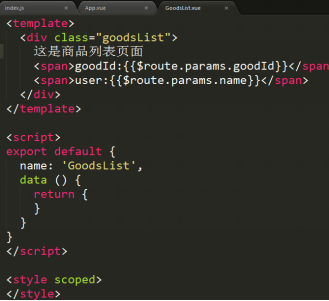 index.js App.vue GoodsList.vue
<template>
<div class="goodsList">
这是商品列表页面
<span>goodId:{{$route.params.goodId}}</span
<span>user:{{$route.params.name}}</span>
</div>
</template>
<script>
export default {
name: 'GoodsList',
data () {
return {
}
}
}
</script>
<style scoped>
</style>